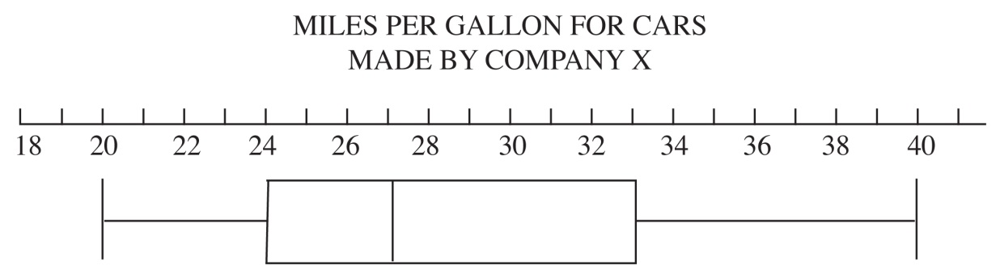 MILES PER GALLON FOR CARS
MADE BY COMPANY X
18 20 22 24 26 28 30 32 34 36 38 40